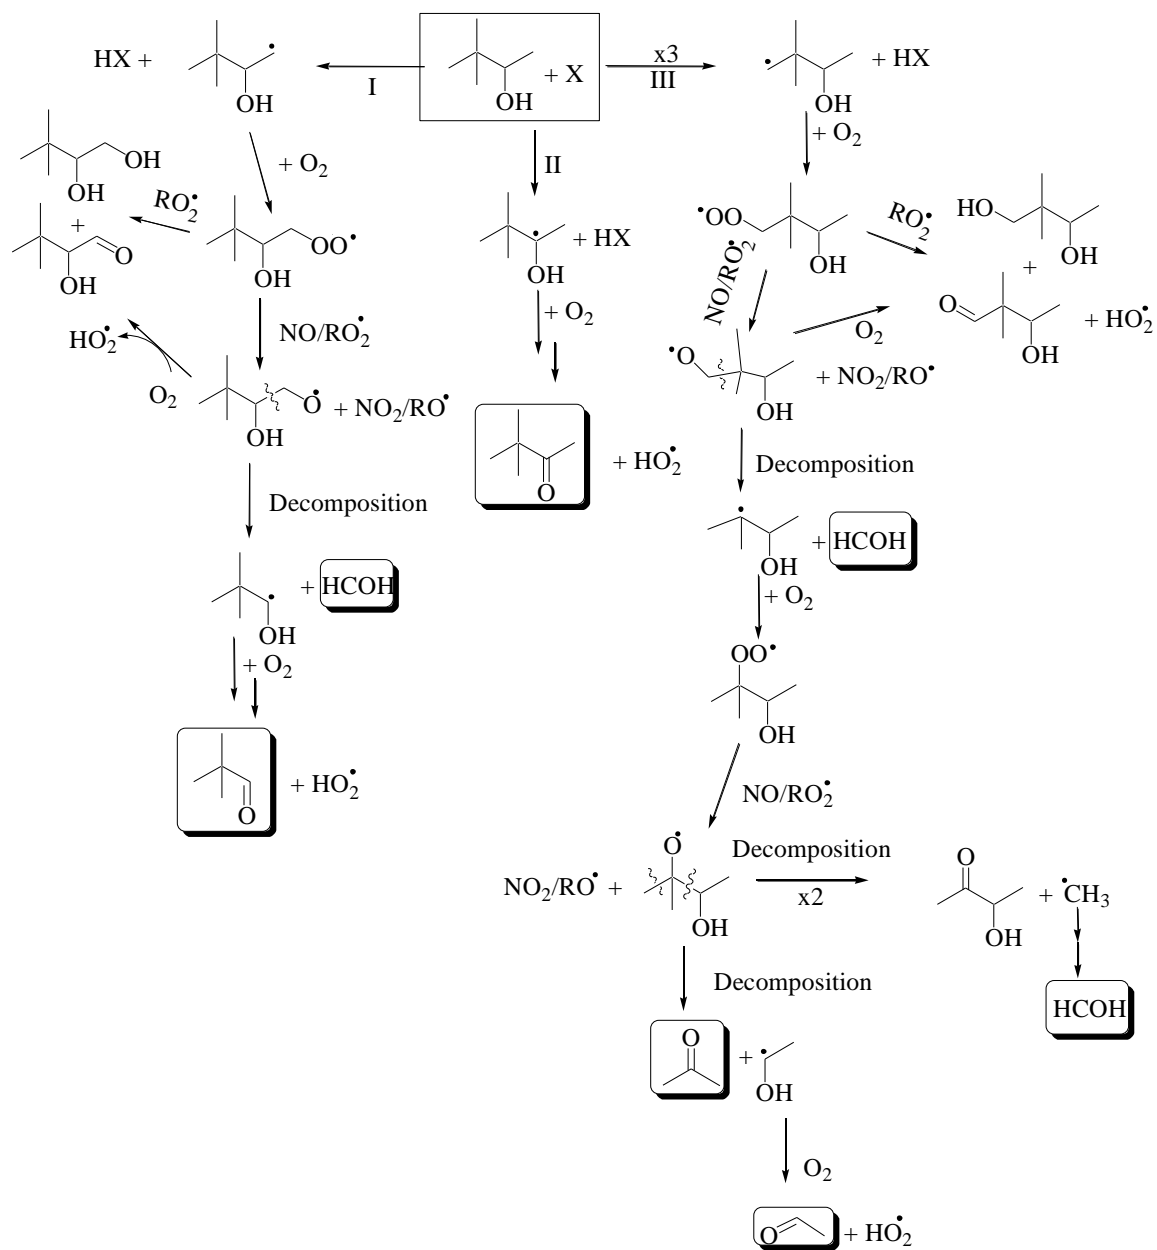 HX +
OH
I
OH
+ X
x3
III
OH
+ HX
OH
OH
+ O2
II
+ O2
RO2•
+
O
OH
OO•
OH
OH
+ HX
•OO
OH
RO2•
HO
OH
+
NO/RO2•
+ O2
NO/RO2•
O2
O
OH
+ HO2•
HO2•
O2
O•
OH
+ NO2/RO•
•O
OH
+ NO2/RO•
O
+ HO2•
Decomposition
Decomposition
OH
+ HCOH
OH
+ HCOH
+ O2
+ O2
OO•
OH
O
+ HO2•
NO/RO2•
NO2/RO• +
O•
OH
Decomposition
x2
O
OH
+ •CH3
HCOH
Decomposition
O
+
OH
O2
O
+ HO2•